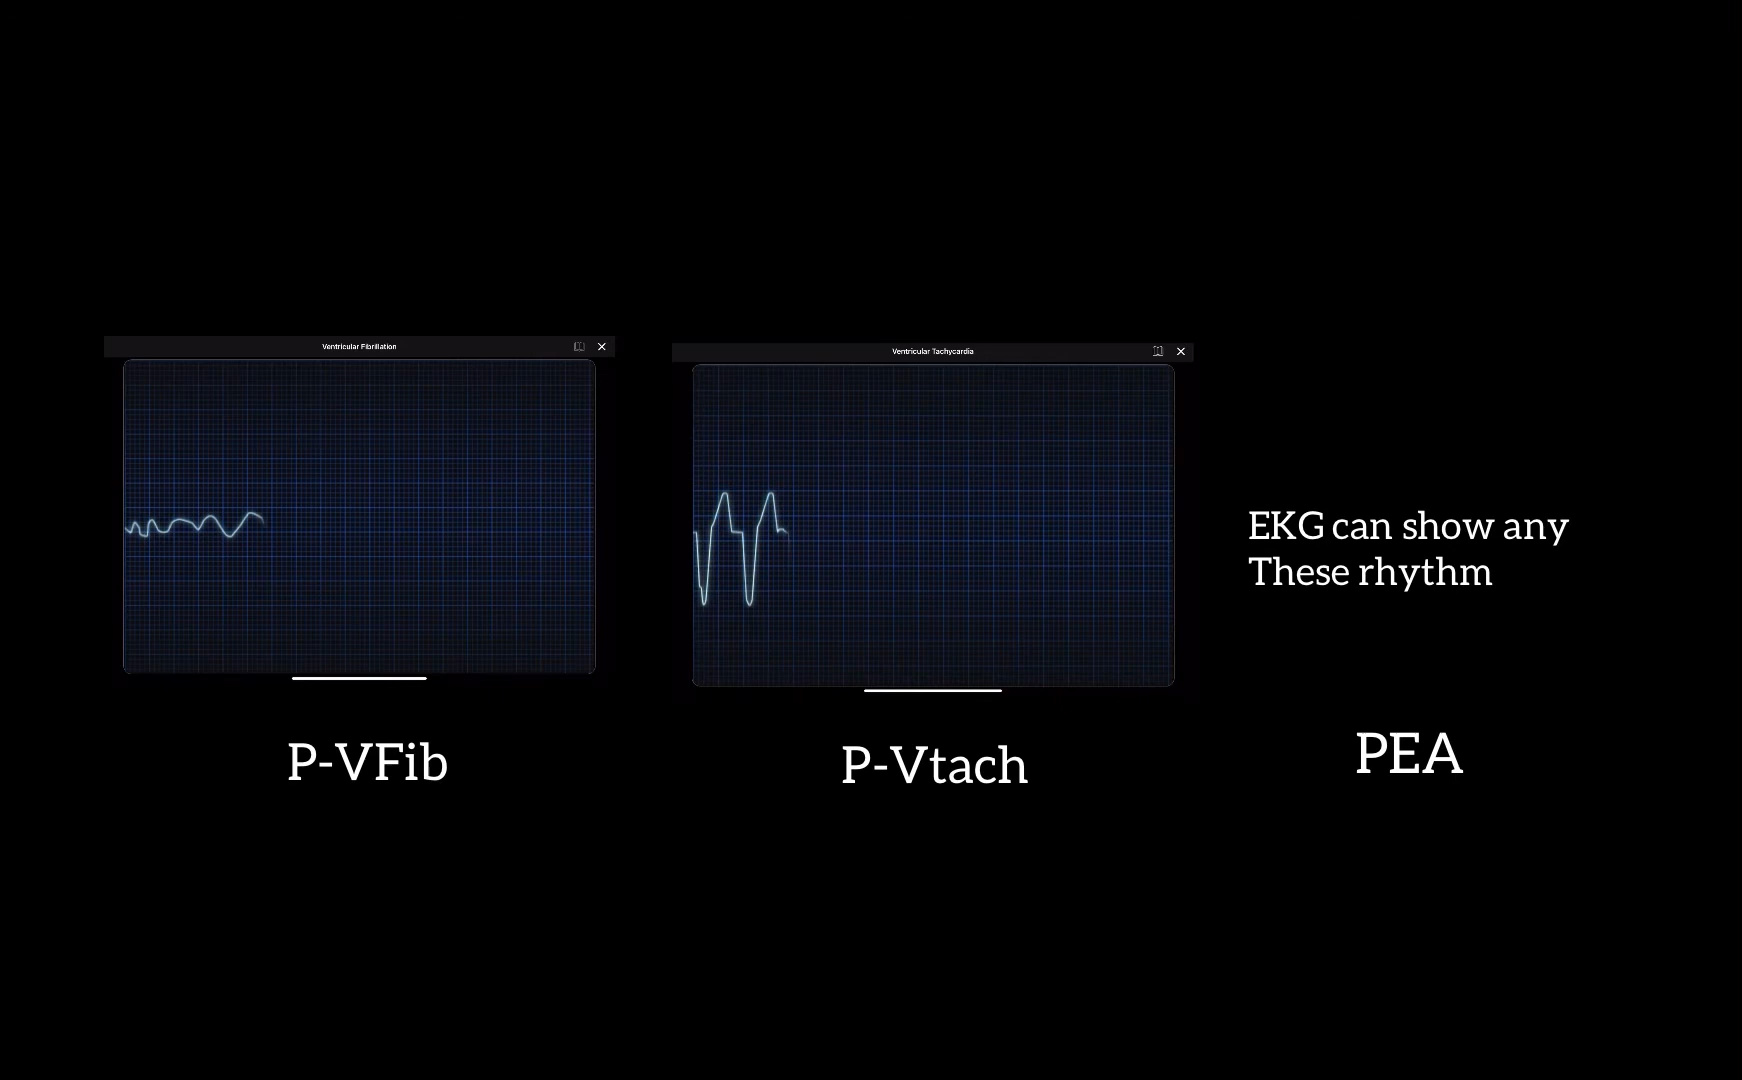 Ventricular Fibrillation
Ventricular Tachycardia
EKG can show any
These rhythm
P-VFib
P-Vtach
PEA